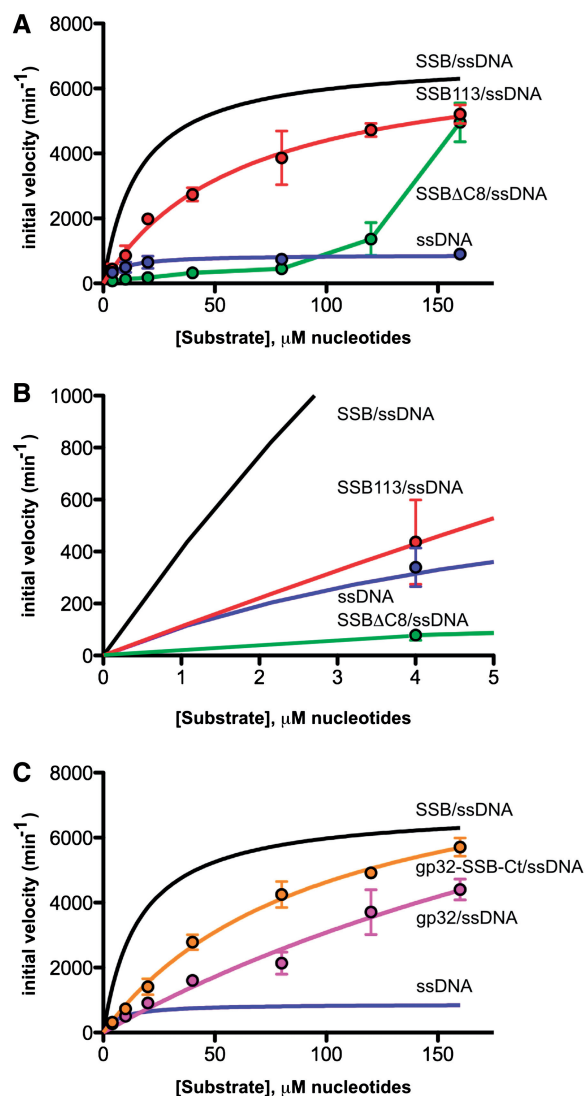 A
8000
6000
4000
2000
0
initial velocity (min⁻¹)
SSB/ssDNA
SSB113/ssDNA
SSBΔC8/ssDNA
ssDNA
0 50 100 150
[Substrate], μM nucleotides
B
1000
800
600
400
200
0
initial velocity (min⁻¹)
SSB/ssDNA
SSB113/ssDNA
ssDNA
SSBΔC8/ssDNA
0 1 2 3 4 5
[Substrate], μM nucleotides
C
8000
6000
4000
2000
0
initial velocity (min⁻¹)
SSB/ssDNA
gp32-SSB-Ct/ssDNA
gp32/ssDNA
ssDNA
0 50 100 150
[Substrate], μM nucleotides